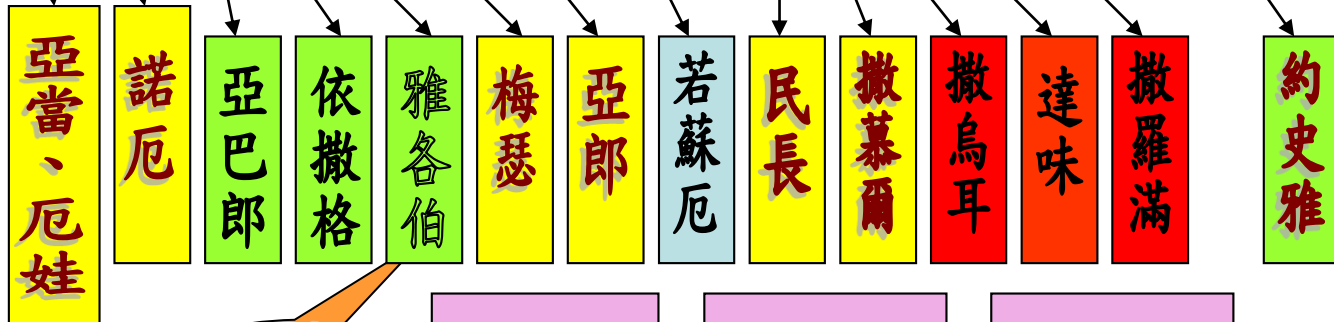 亞當、厄娃
諾厄
亞巴郎
依撒格
雅各伯
梅瑟
亞郎
若蘇厄
民長
撒慕爾
撒烏耳
達味
撒羅滿
約史雅